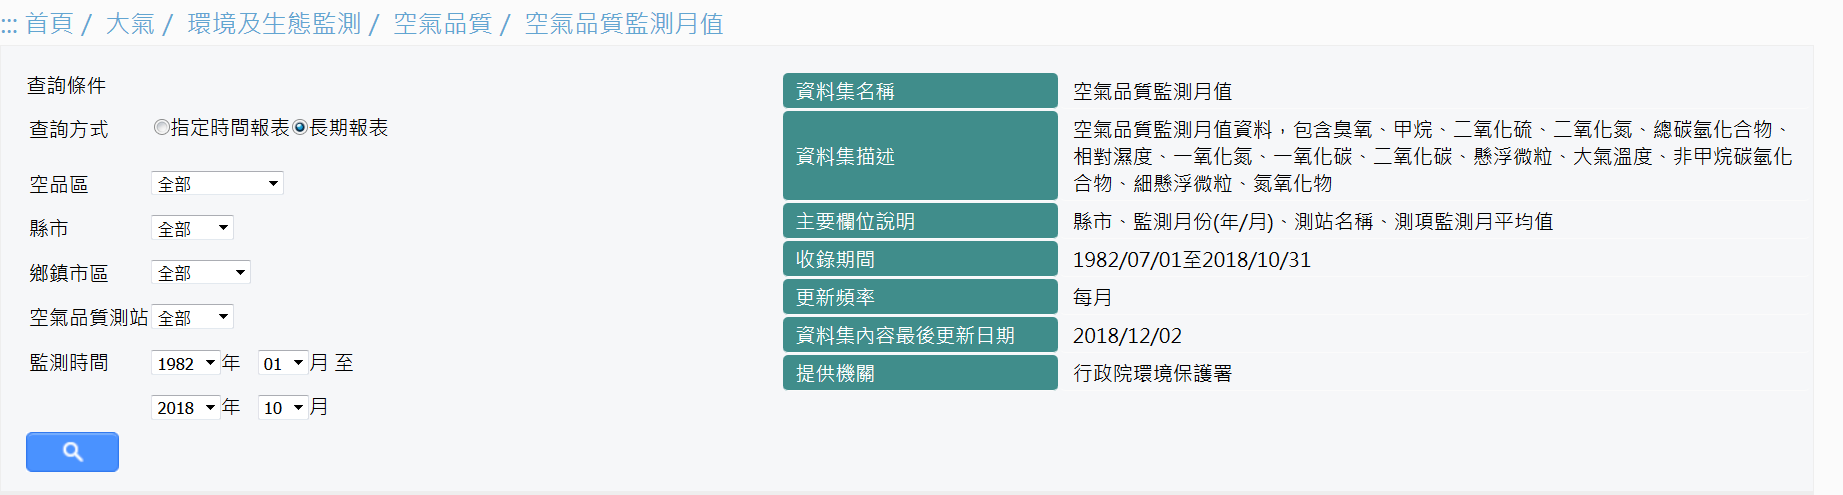 ::: 首頁 / 大氣 / 環境及生態監測 / 空氣品質 / 空氣品質監測月值
查詢條件
查詢方式 指定時間報表 長期報表
空品區 全部
縣市 全部
鄉鎮市區 全部
空氣品質測站 全部
監測時間 1982 年 01 月 至
2018 年 10 月
資料集名稱 空氣品質監測月值
資料集描述 空氣品質監測月值資料，包含臭氧、甲烷、二氧化硫、二氧化氮、總碳氫化合物、
相對濕度、一氧化氮、一氧化碳、二氧化碳、懸浮微粒、大氣溫度、非甲烷碳氫化
合物、細懸浮微粒、氮氧化物
主要欄位說明 縣市、監測月份(年/月)、測站名稱、測項監測月平均值
收錄期間 1982/07/01至2018/10/31
更新頻率 每月
資料集內容最後更新日期 2018/12/02
提供機關 行政院環境保護署